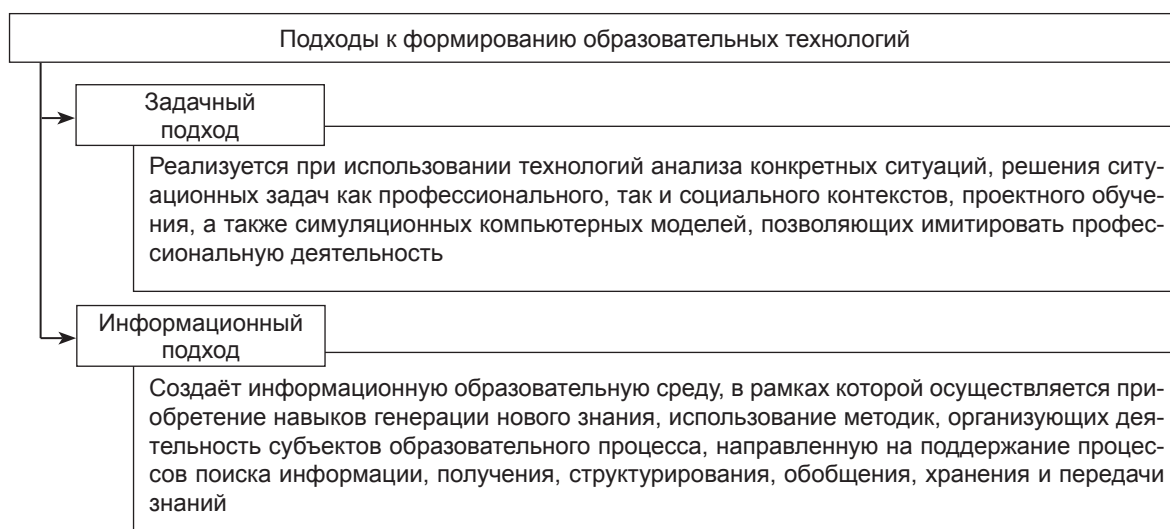 Подходы к формированию образовательных технологий
Задачный
подход
Реализуется при использовании технологий анализа конкретных ситуаций, решения ситу-
ационных задач как профессионального, так и социального контекстов, проектного обуче-
ния, а также симуляционных компьютерных моделей, позволяющих имитировать профес-
сиональную деятельность
Информационный
подход
Создаёт информационную образовательную среду, в рамках которой осуществляется при-
обретение навыков генерации нового знания, использование методик, организующих дея-
тельность субъектов образовательного процесса, направленную на поддержание процес-
сов поиска информации, получения, структурирования, обобщения, хранения и передачи
знаний